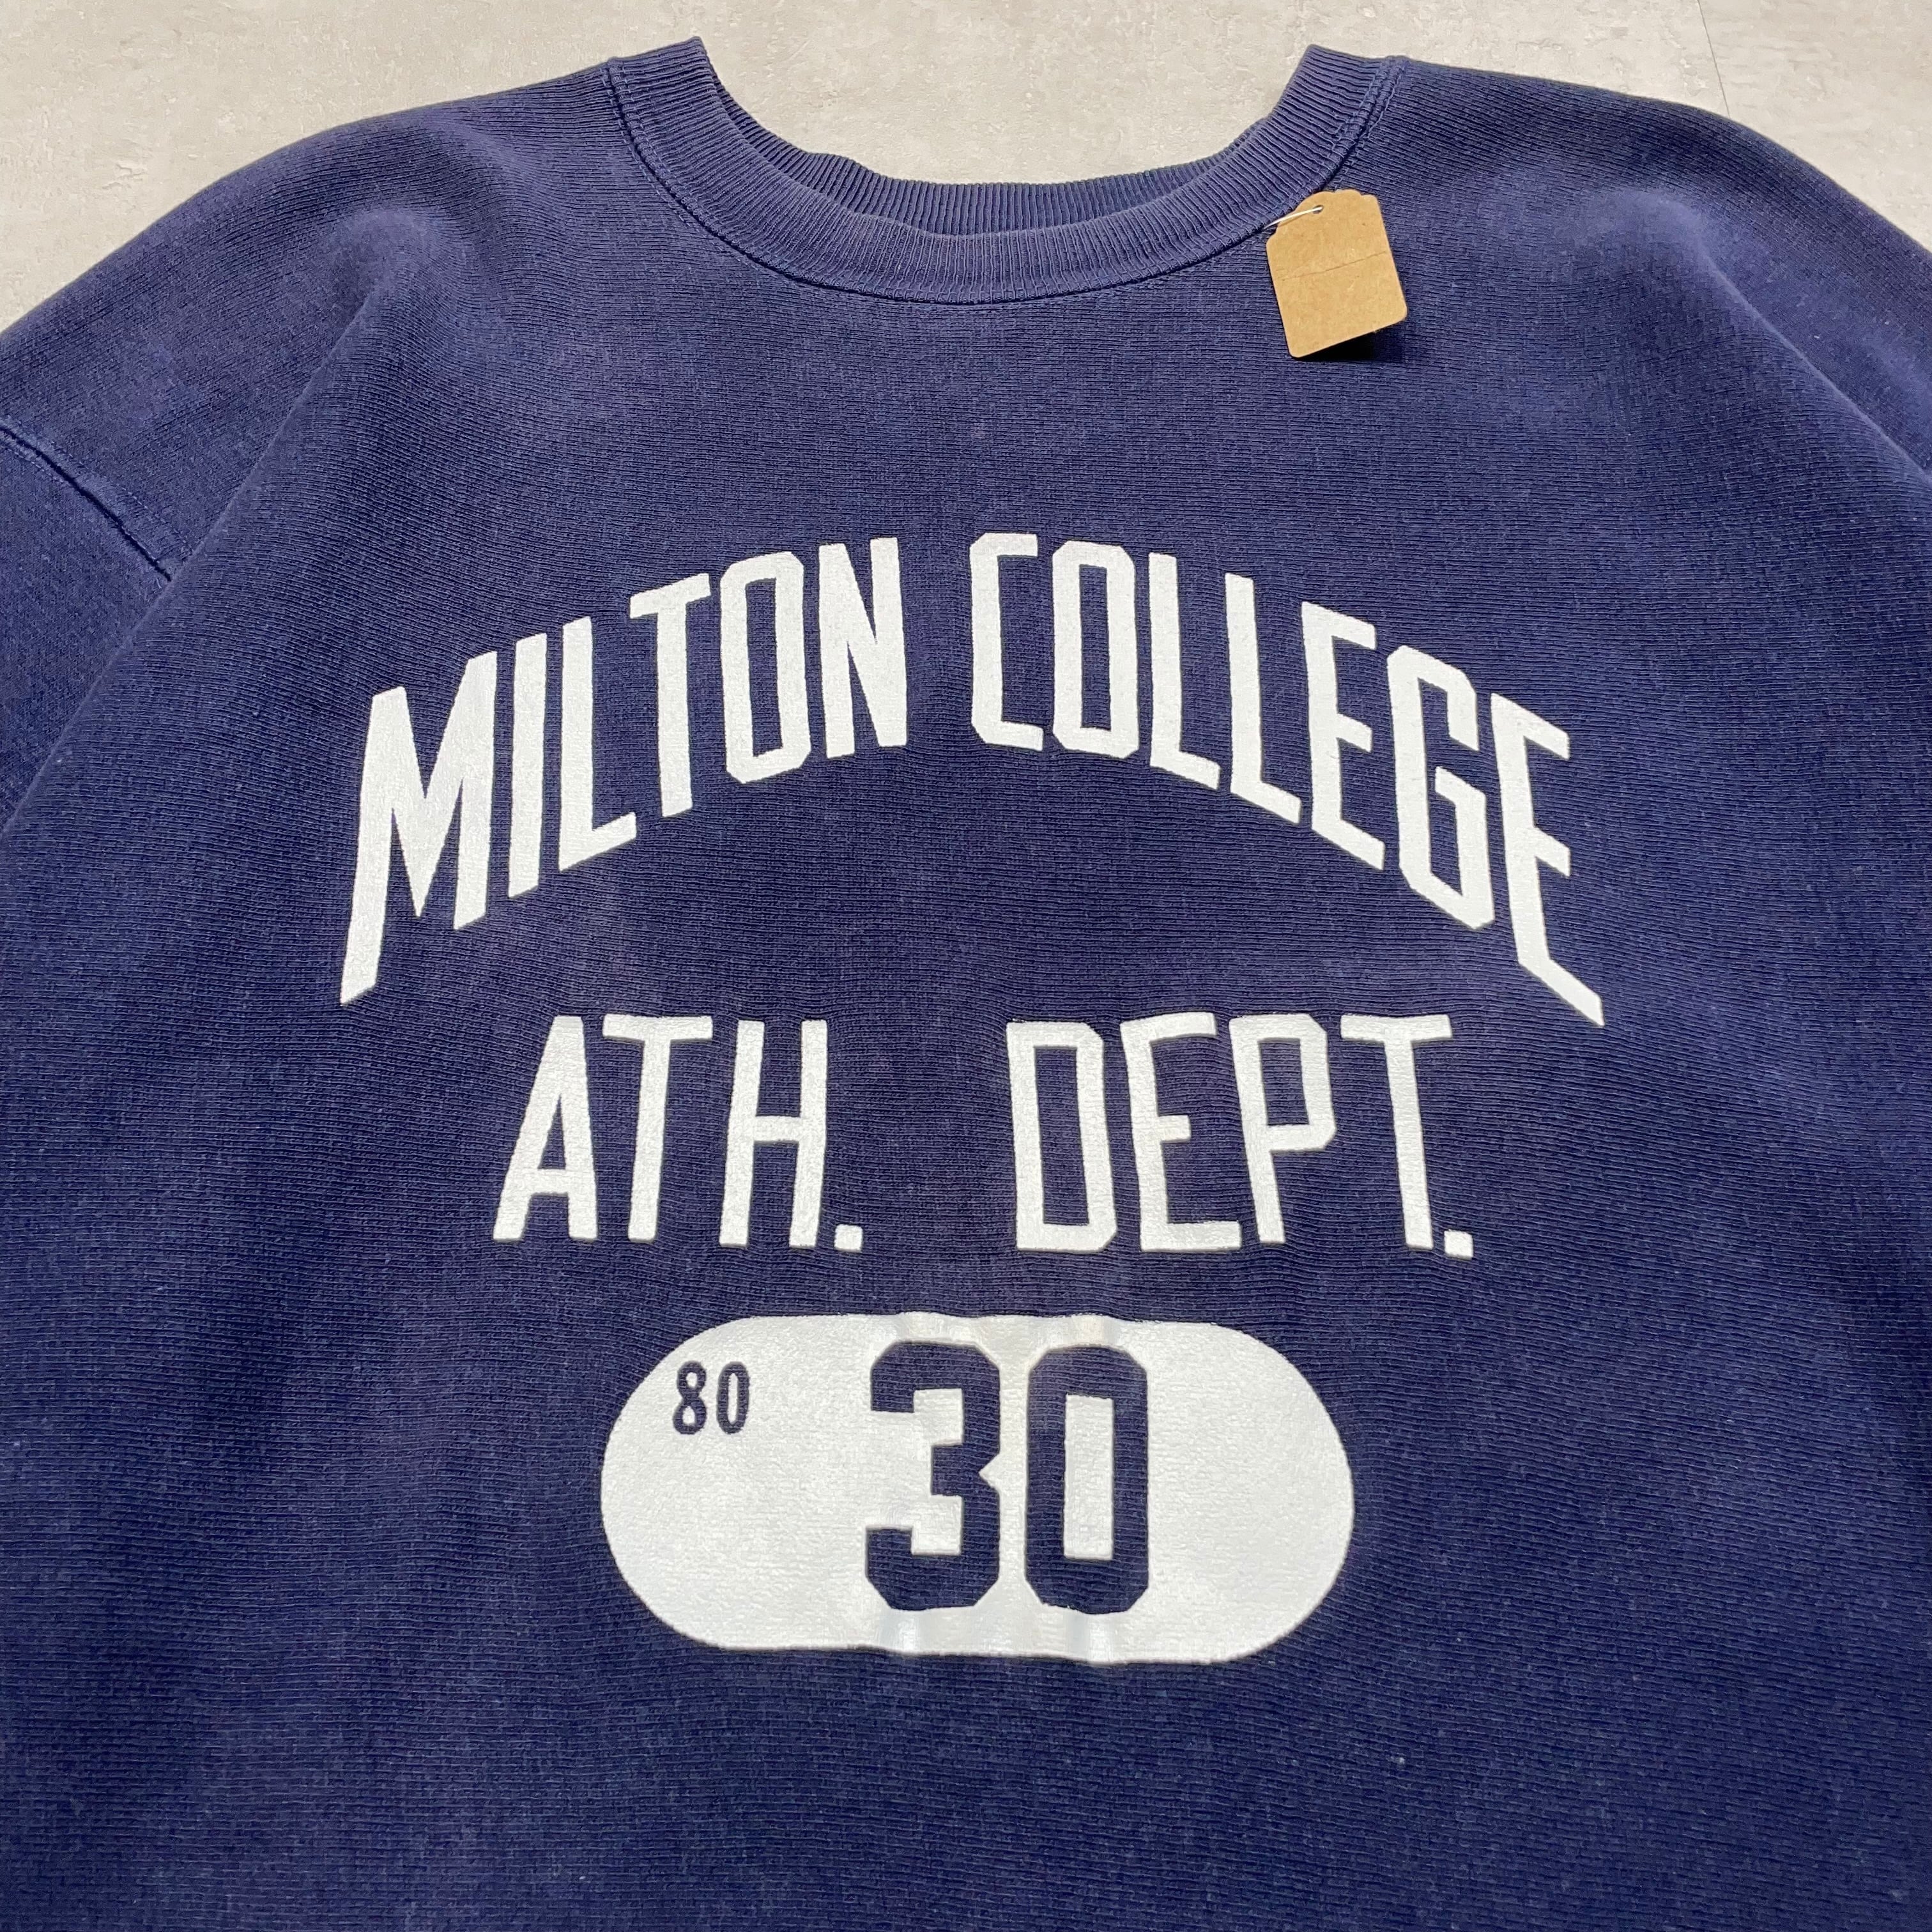 MILTON COLLEGE
ATH. DEPT.
80 30